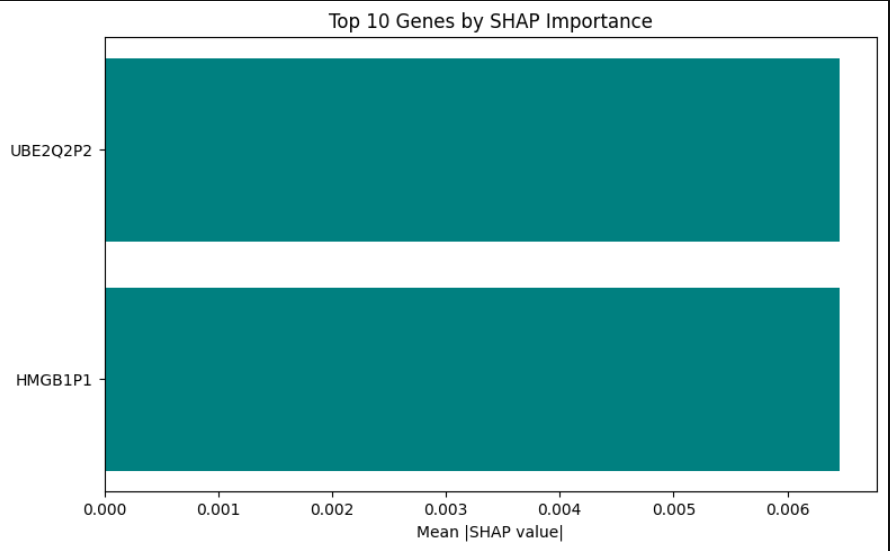 Top 10 Genes by SHAP Importance
UBE2Q2P2
HMGB1P1
0.000 0.001 0.002 0.003 0.004 0.005 0.006
Mean |SHAP value|